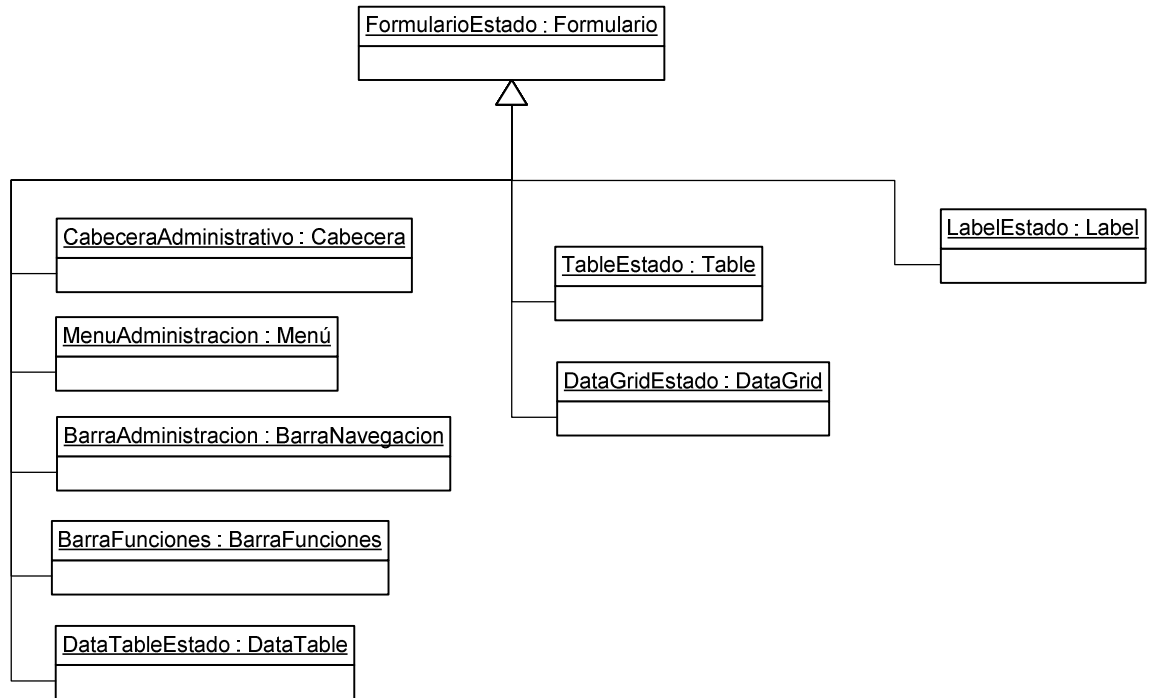 FormularioEstado : Formulario
CabeceraAdministrativo : Cabecera
MenuAdministracion : Menú
BarraAdministracion : BarraNavegacion
BarraFunciones : BarraFunciones
DataTableEstado : DataTable
TableEstado : Table
DataGridEstado : DataGrid
LabelEstado : Label